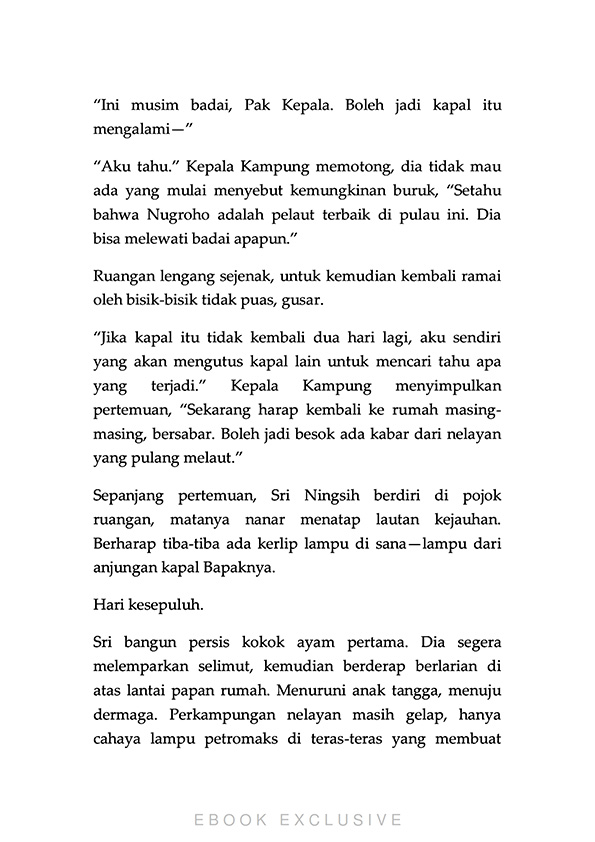 “Ini musim badai, Pak Kepala. Boleh jadi kapal itu
mengalami—”
“Aku tahu.” Kepala Kampung memotong, dia tidak mau
ada yang mulai menyebut kemungkinan buruk, “Setahu
bahwa Nugroho adalah pelaut terbaik di pulau ini. Dia
bisa melewati badai apapun.”
Ruangan lengang sejenak, untuk kemudian kembali ramai
oleh bisik-bisik tidak puas, gusar.
“Jika kapal itu tidak kembali dua hari lagi, aku sendiri
yang akan mengutus kapal lain untuk mencari tahu apa
yang terjadi.” Kepala Kampung menyimpulkan
pertemuan, “Sekarang harap kembali ke rumah masing-
masing, bersabar. Boleh jadi besok ada kabar dari nelayan
yang pulang melaut.”
Sepanjang pertemuan, Sri Ningsih berdiri di pojok
ruangan, matanya nanar menatap lautan kejauhan.
Berharap tiba-tiba ada kerlip lampu di sana—lampu dari
anjungan kapal Bapaknya.
Hari kesepuluh.
Sri bangun persis kokok ayam pertama. Dia segera
melemparkan selimut, kemudian berderap berlarian di
atas lantai papan rumah. Menuruni anak tangga, menuju
dermaga. Perkampungan nelayan masih gelap, hanya
cahaya lampu petromaks di teras-teras yang membuat
EBOOK EXCLUSIVE